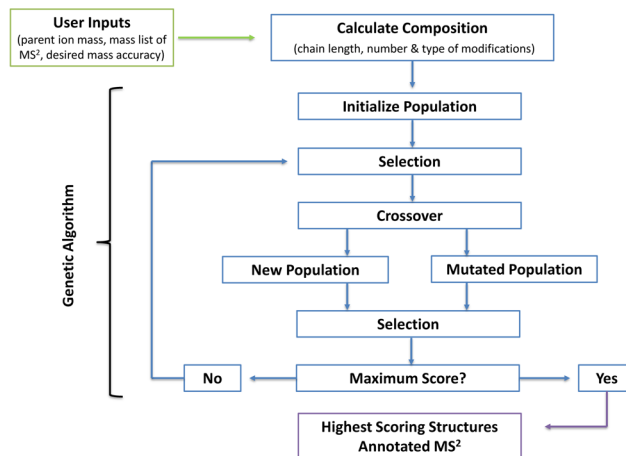 User Inputs
(parent ion mass, mass list of
MS², desired mass accuracy)
Calculate Composition
(chain length, number & type of modifications)
Genetic Algorithm
Initialize Population
Selection
Crossover
New Population
Mutated Population
Selection
No
Maximum Score?
Yes
Highest Scoring Structures
Annotated MS²